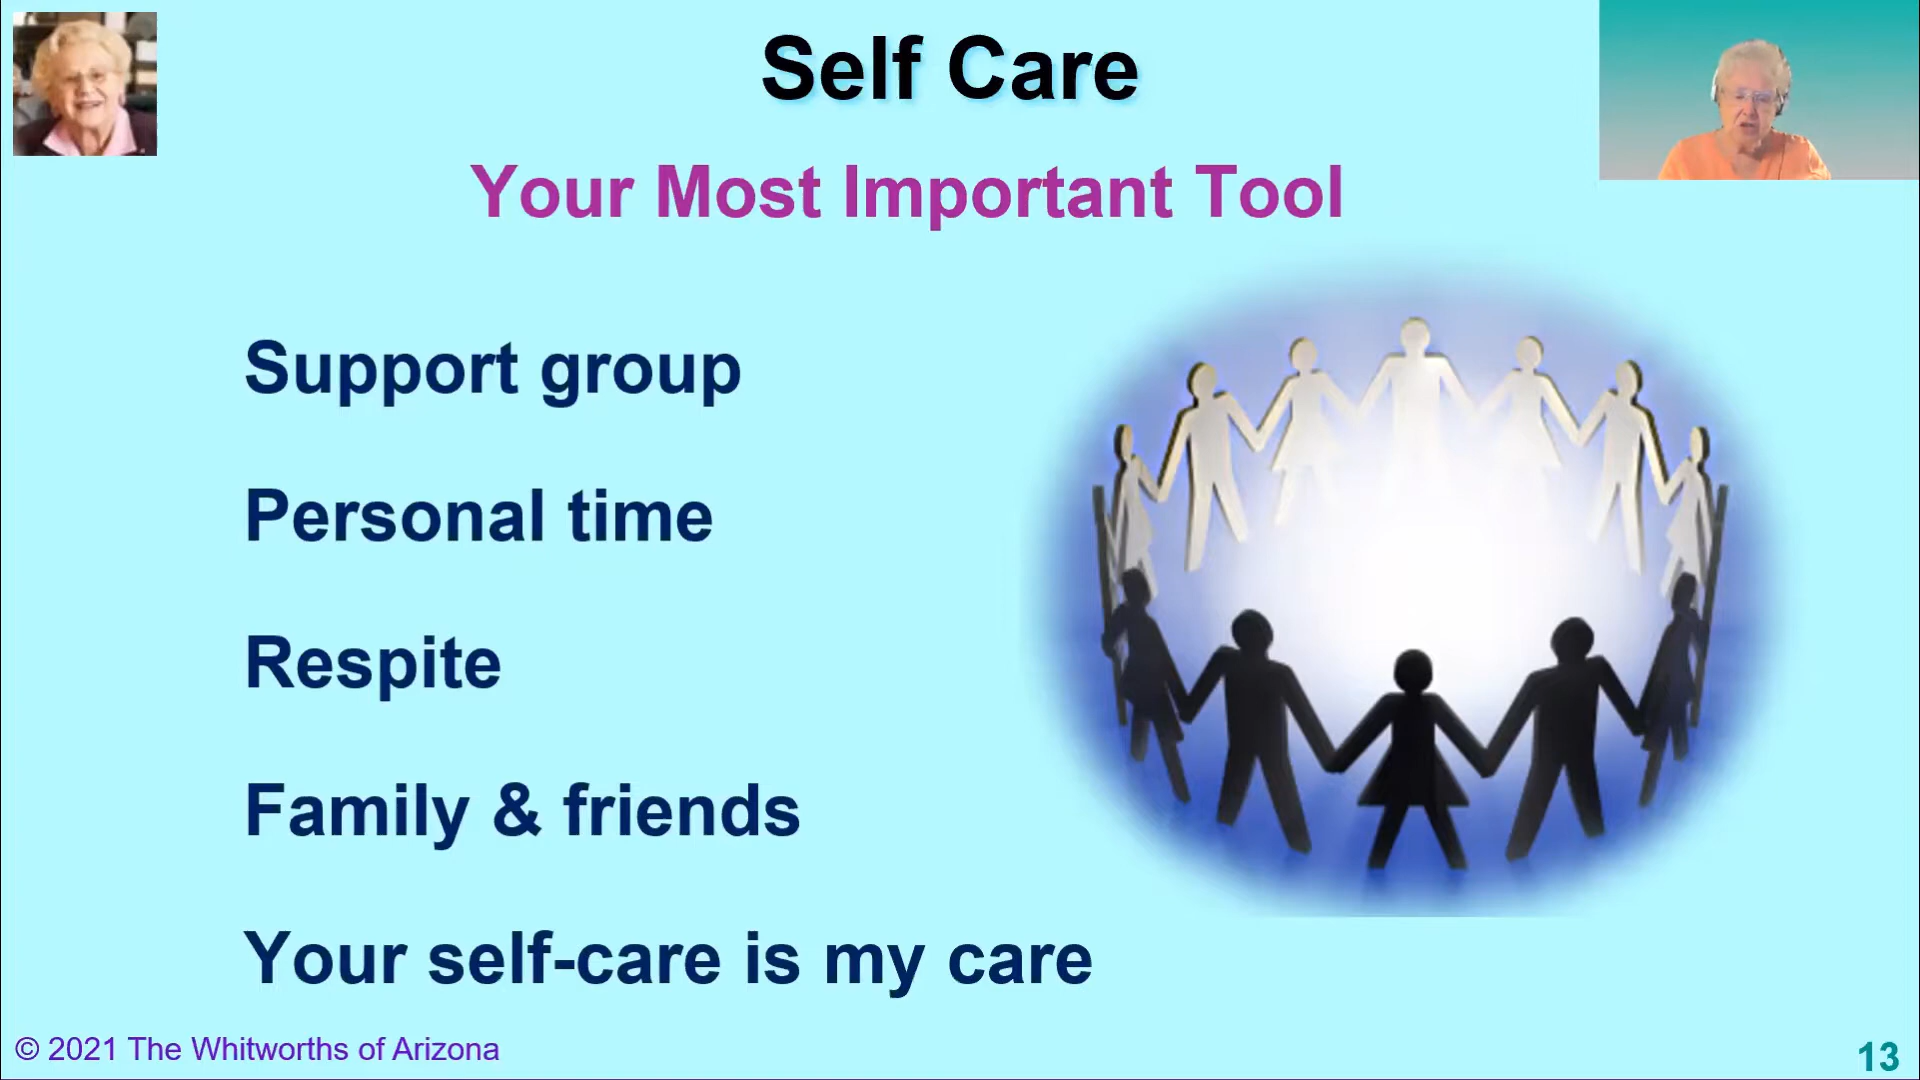 Self Care
Your Most Important Tool
Support group
Personal time
Respite
Family & friends
Your self-care is my care
© 2021 The Whitworths of Arizona
13